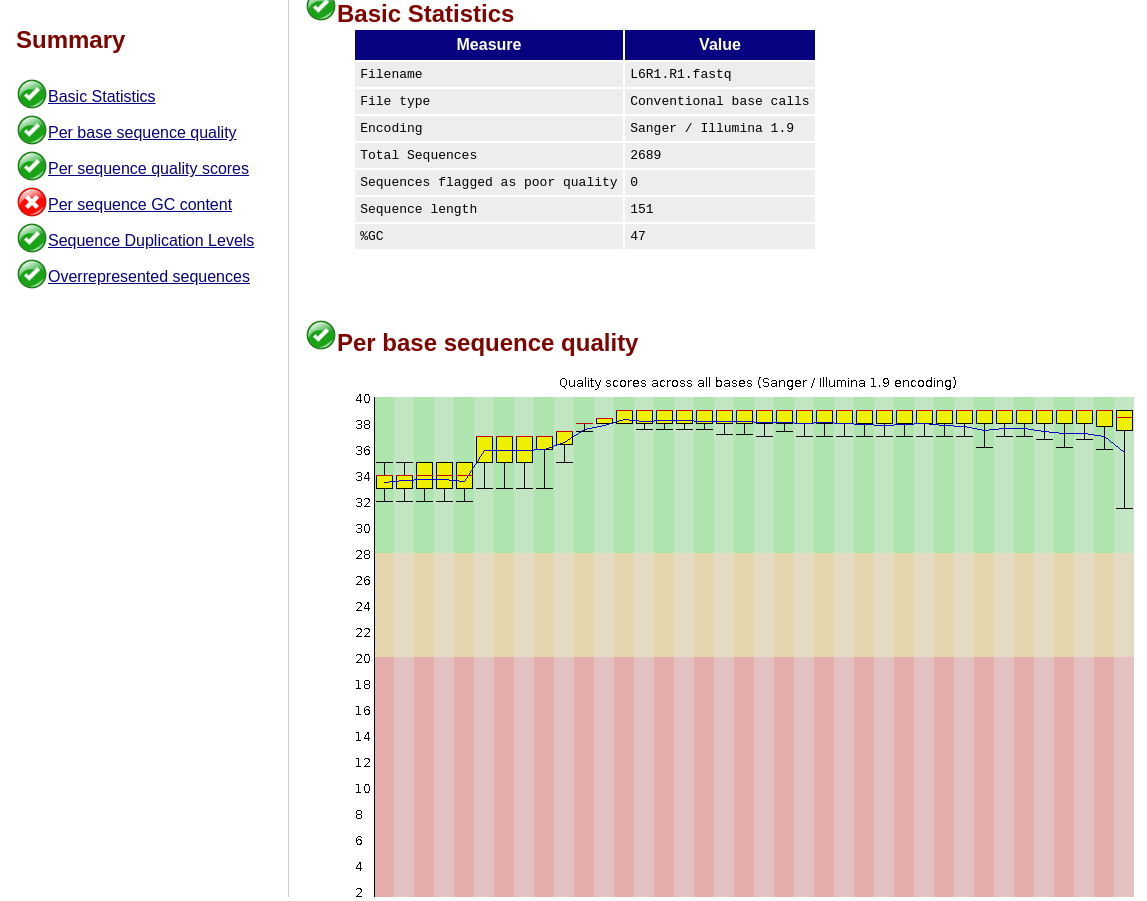 Summary
Basic Statistics
Per base sequence quality
Per sequence quality scores
Per sequence GC content
Sequence Duplication Levels
Overrepresented sequences
Basic Statistics
Measure Value
Filename L6R1.R1.fastq
File type Conventional base calls
Encoding Sanger / Illumina 1.9
Total Sequences 2689
Sequences flagged as poor quality 0
Sequence length 151
%GC 47
Per base sequence quality
Quality scores across all bases (Sanger / Illumina 1.9 encoding)
40
38
36
34
32
30
28
26
24
22
20
18
16
14
12
10
8
6
4
2